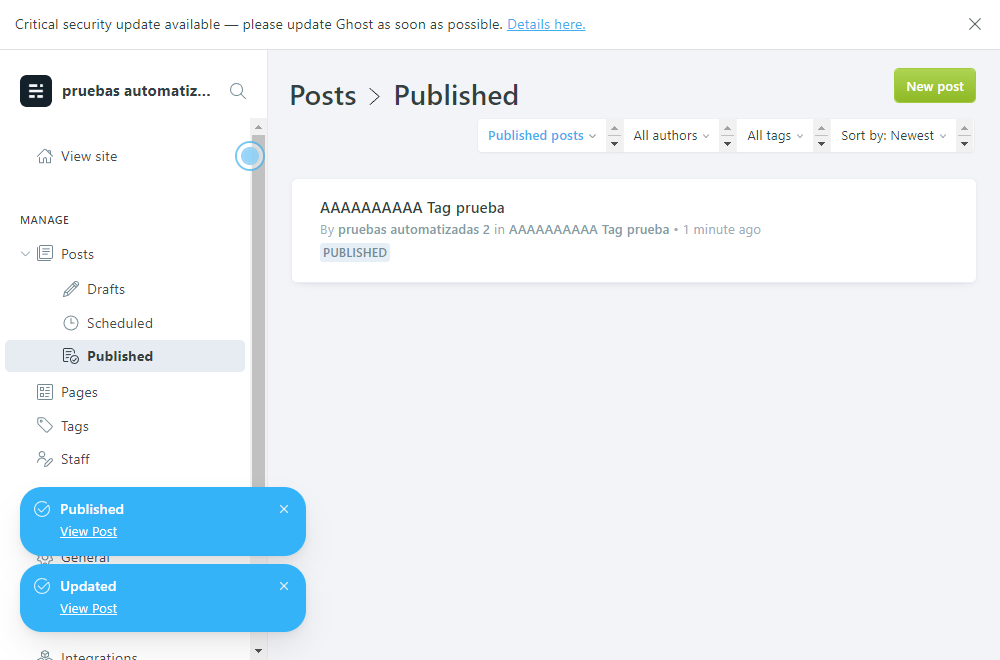 Critical security update available — please update Ghost as soon as possible. Details here.
pruebas automatiz...
View site
MANAGE
Posts
Drafts
Scheduled
Published
Pages
Tags
Staff
Published
View Post
General
Updated
View Post
Integrations
Posts > Published
New post
Published posts
All authors
All tags
Sort by: Newest
AAAAAAAAAA Tag prueba
By pruebas automatizadas 2 in AAAAAAAAAA Tag prueba • 1 minute ago
PUBLISHED